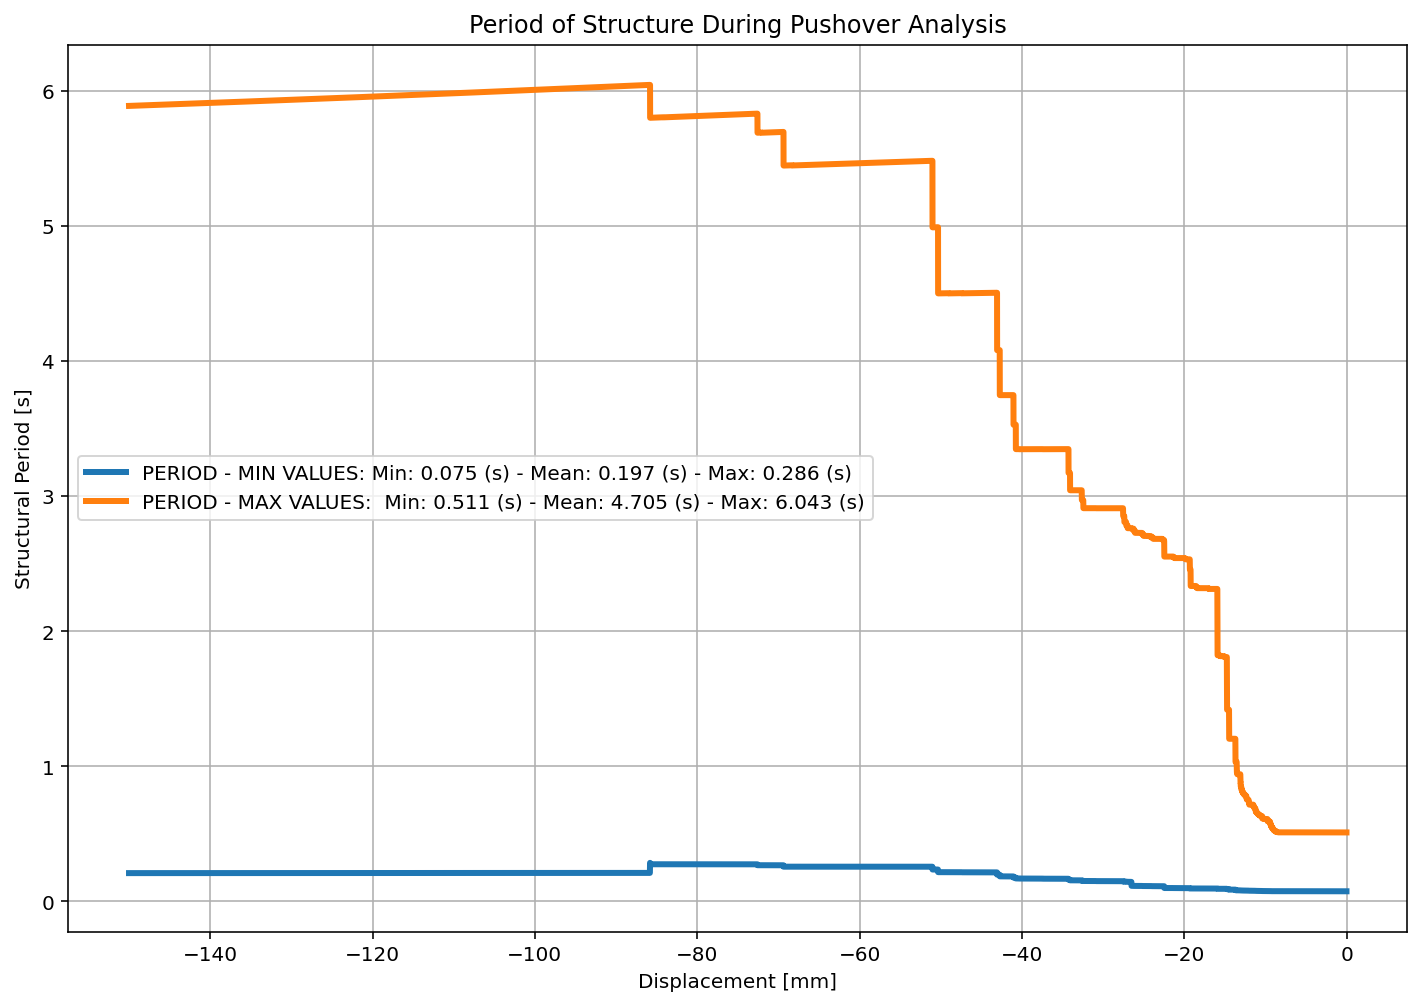 Period of Structure During Pushover Analysis
Structural Period [s]
6
5
4
3
2
1
0
PERIOD - MIN VALUES: Min: 0.075 (s) - Mean: 0.197 (s) - Max: 0.286 (s)
PERIOD - MAX VALUES:  Min: 0.511 (s) - Mean: 4.705 (s) - Max: 6.043 (s)
−140 −120 −100 −80 −60 −40 −20 0
Displacement [mm]